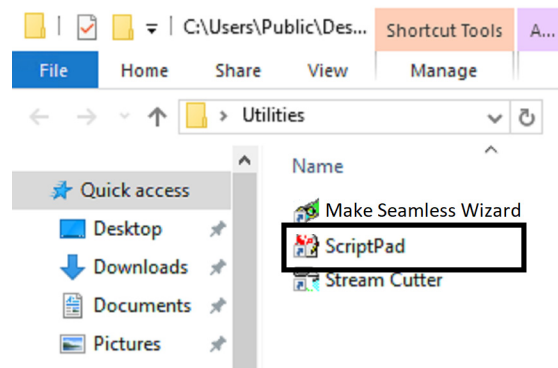 C:\Users\Public\Des... Shortcut Tools A...
File Home Share View Manage
Utilities
Name
Quick access
Desktop
Downloads
Documents
Pictures
Make Seamless Wizard
ScriptPad
Stream Cutter